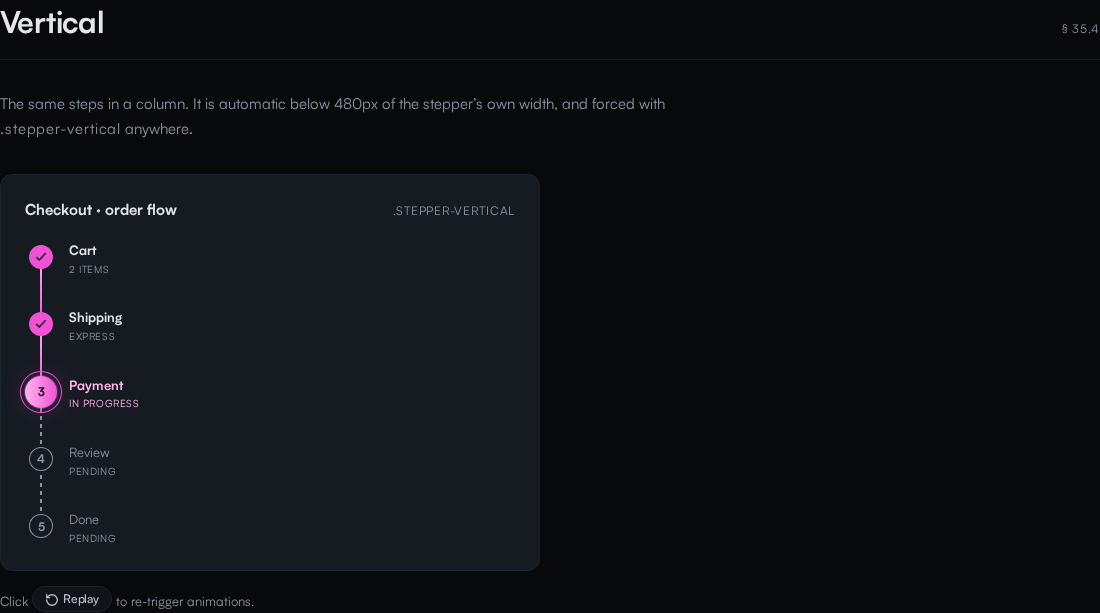 Vertical
§ 35.4
The same steps in a column. It is automatic below 480px of the stepper's own width, and forced with
.stepper-vertical anywhere.
Checkout · order flow
.STEPPER-VERTICAL
Cart
2 ITEMS
Shipping
EXPRESS
3
Payment
IN PROGRESS
4
Review
PENDING
5
Done
PENDING
Click Replay to re-trigger animations.